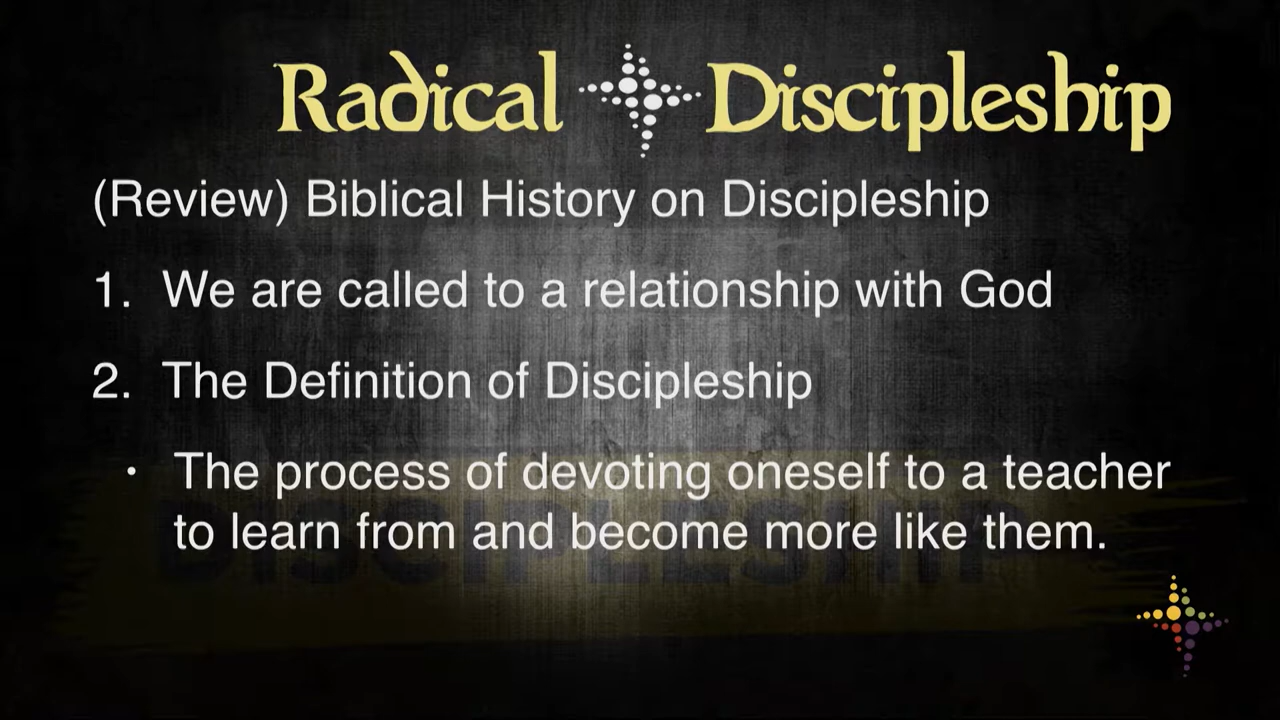 Radical Discipleship
(Review) Biblical History on Discipleship
1. We are called to a relationship with God
2. The Definition of Discipleship
· The process of devoting oneself to a teacher
to learn from and become more like them.
DISCIPLESHIP